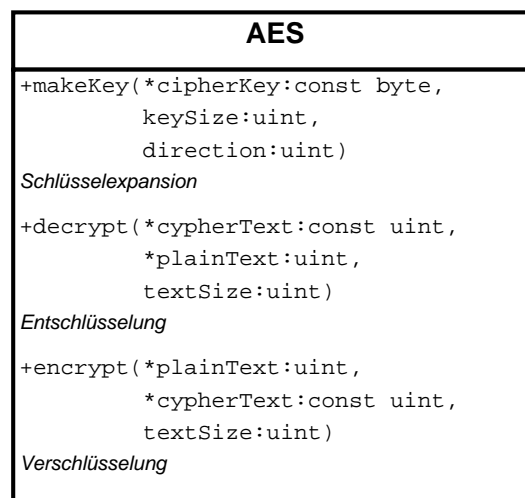 AES
+makeKey(*cipherKey:const byte,
keySize:uint,
direction:uint)
Schlüsselexpansion
+decrypt(*cypherText:const uint,
*plainText:uint,
textSize:uint)
Entschlüsselung
+encrypt(*plainText:uint,
*cypherText:const uint,
textSize:uint)
Verschlüsselung